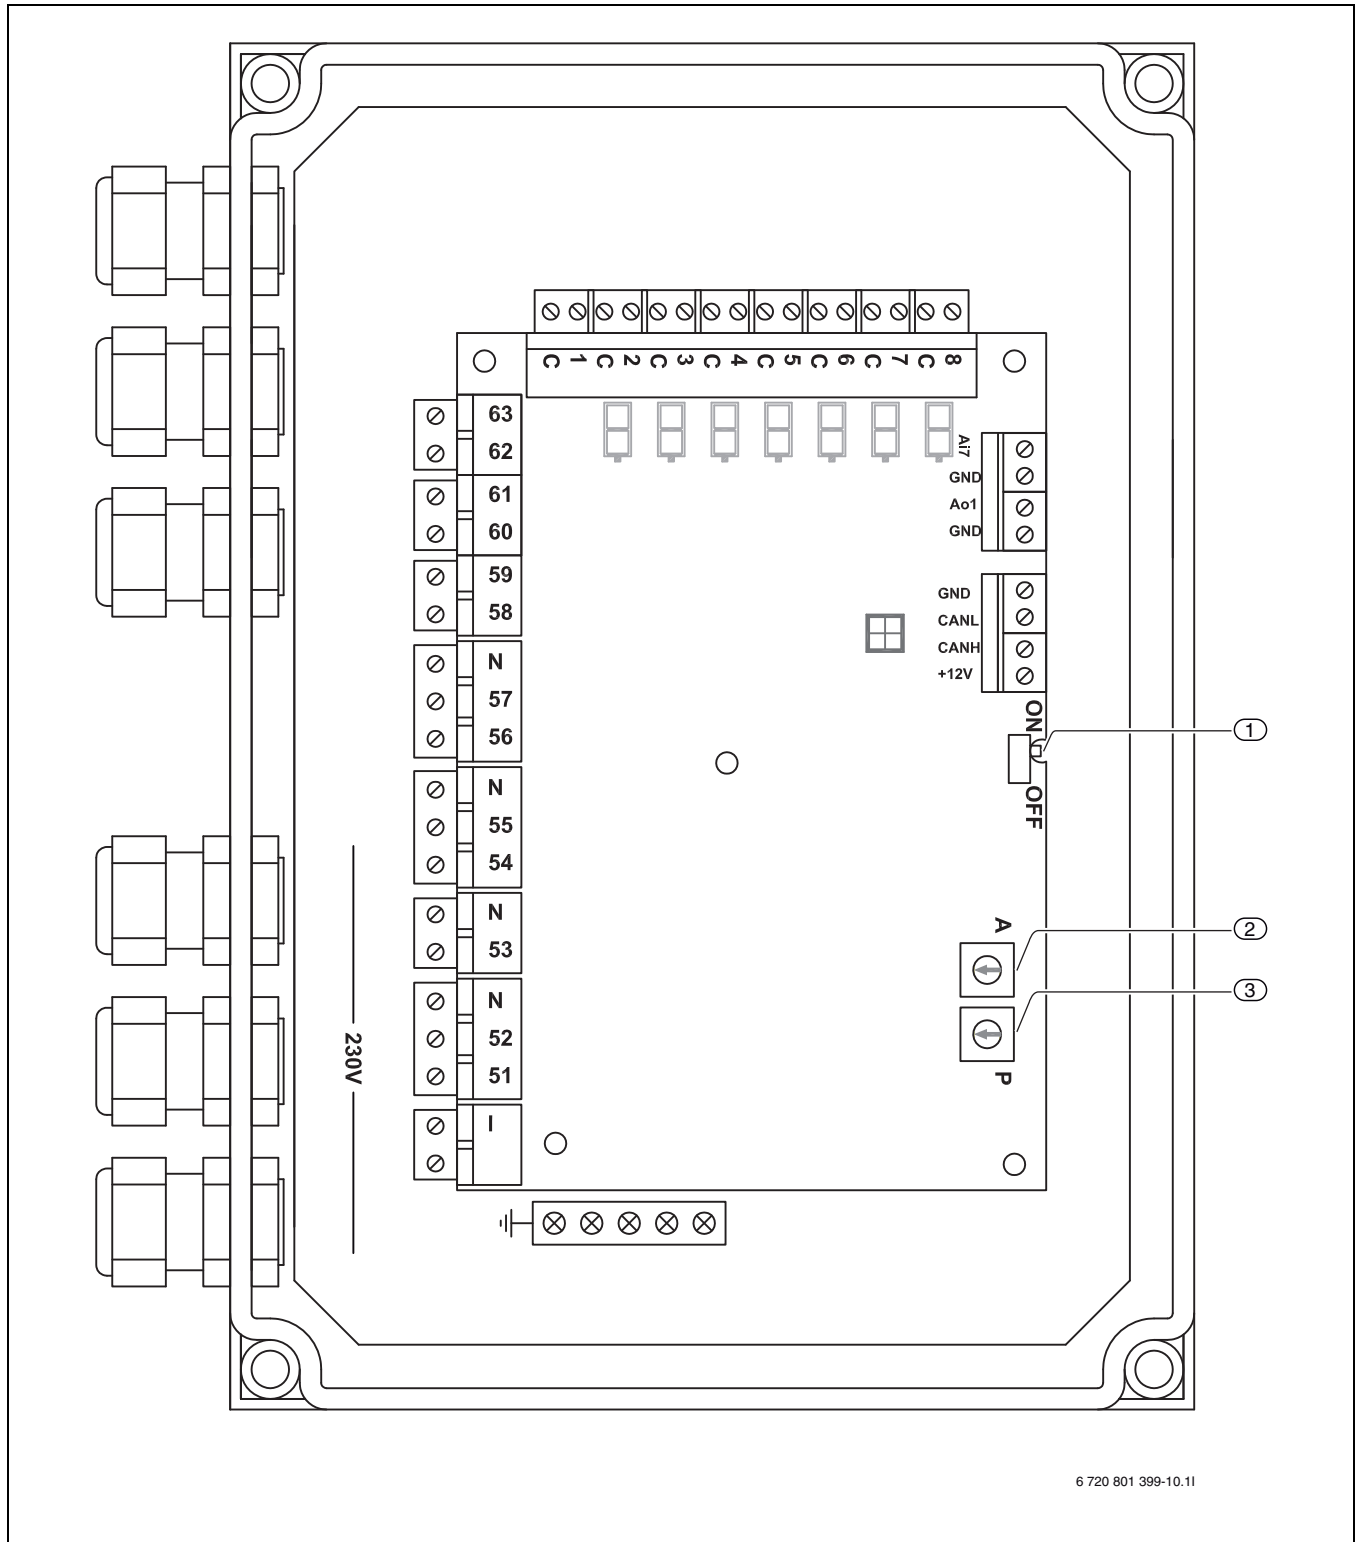 C 1 C 2 C 3 C 4 C 5 C 6 C 7 C 8
63
62
61
60
59
58
N
57
56
N
55
54
N
53
N
52
51
I
230V
Ai7
GND
Ao1
GND
GND
CANL
CANH
+12V
ON
OFF
1
A
2
3
P
6 720 801 399-10.1I